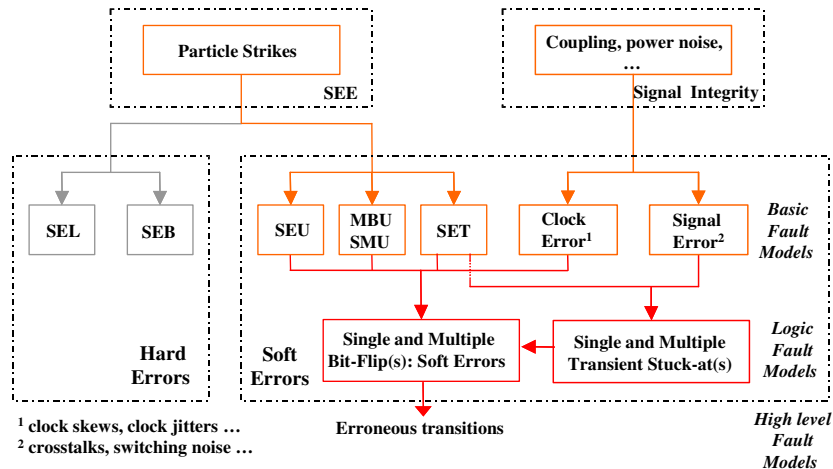 Particle Strikes
SEE
Coupling, power noise,
…
Signal Integrity
SEL
SEB
SEU
MBU
SMU
SET
Clock
Error¹
Signal
Error²
Basic
Fault
Models
Hard
Errors
Soft
Errors
Single and Multiple
Bit-Flip(s): Soft Errors
Single and Multiple
Transient Stuck-at(s)
Logic
Fault
Models
¹ clock skews, clock jitters …
² crosstalks, switching noise …
Erroneous transitions
High level
Fault
Models